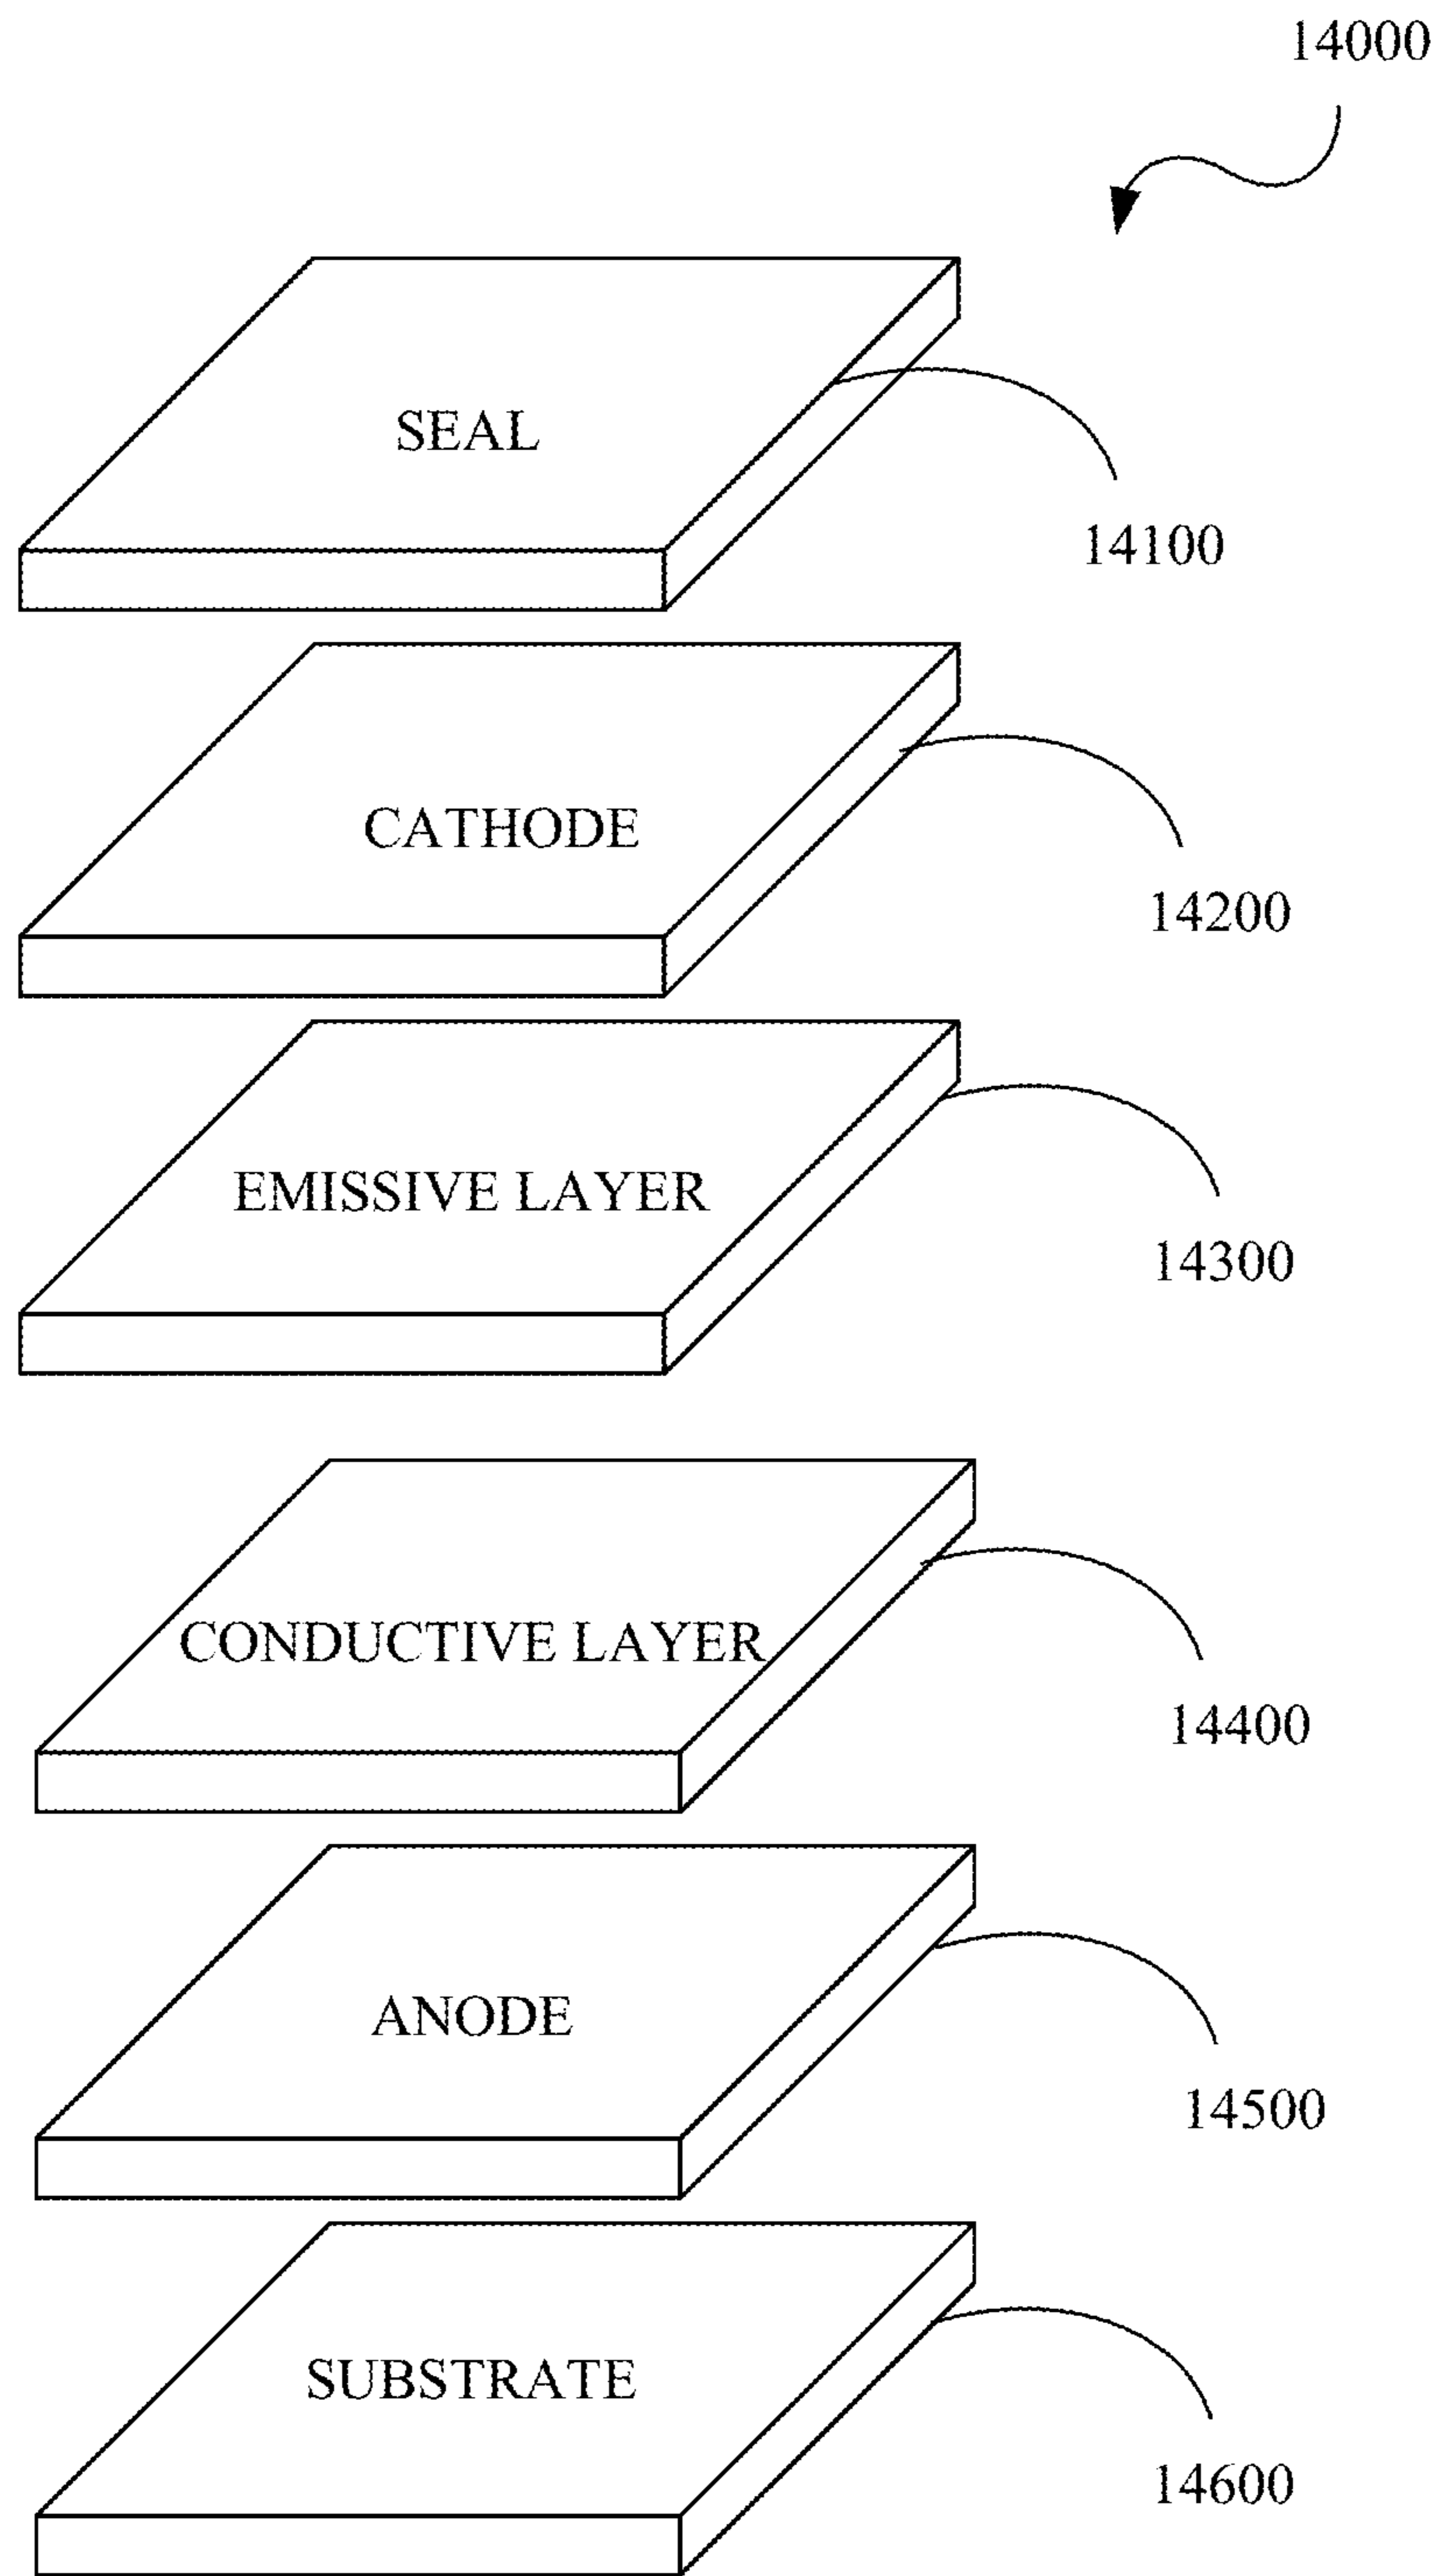 14000
SEAL
14100
CATHODE
14200
EMISSIVE LAYER
14300
CONDUCTIVE LAYER
14400
ANODE
14500
SUBSTRATE
14600